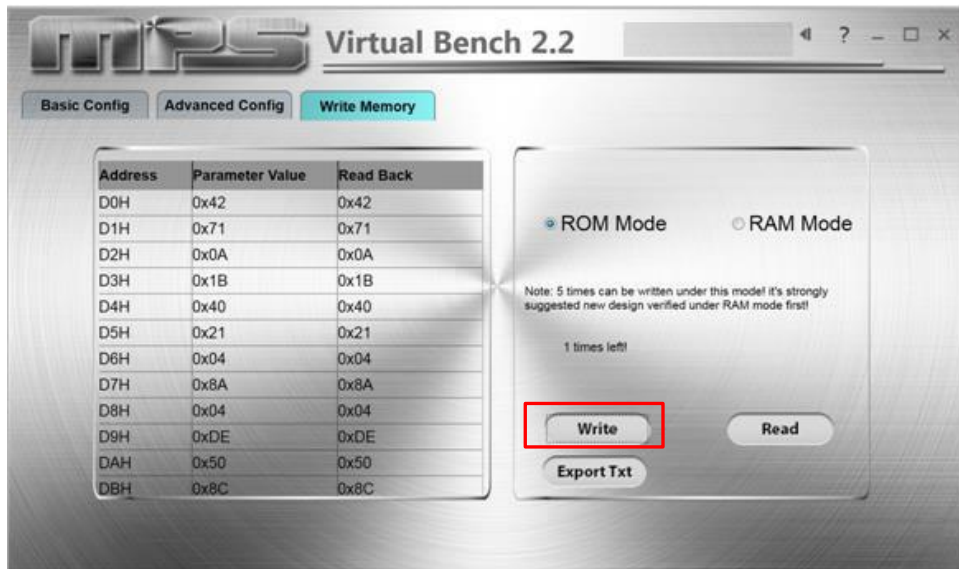 MPS Virtual Bench 2.2 ?
Basic Config Advanced Config Write Memory
Address Parameter Value Read Back
D0H 0x42 0x42
D1H 0x71 0x71
D2H 0x0A 0x0A
D3H 0x1B 0x1B
D4H 0x40 0x40
D5H 0x21 0x21
D6H 0x04 0x04
D7H 0x8A 0x8A
D8H 0x04 0x04
D9H 0xDE 0xDE
DAH 0x50 0x50
DBH 0x8C 0x8C
ROM Mode RAM Mode
Note: 5 times can be written under this mode! it's strongly
suggested new design verified under RAM mode first!
1 times left!
Write Read
Export Txt